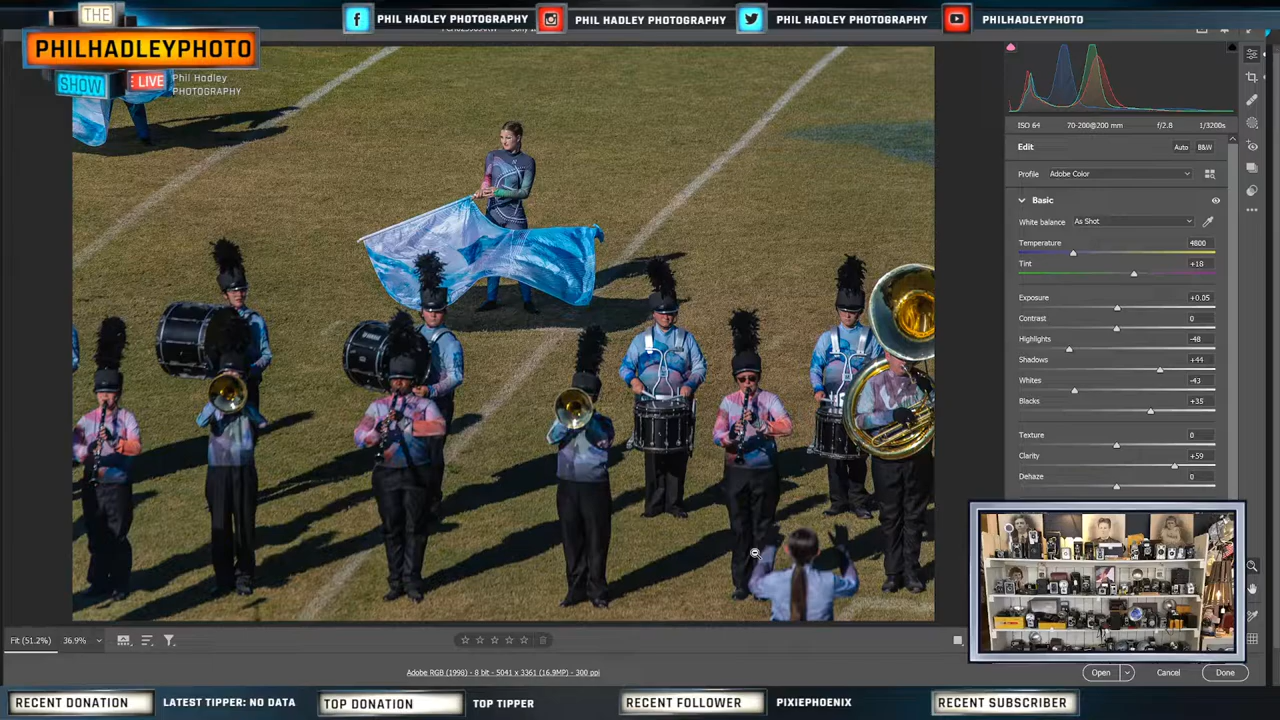 THE
PHILHADLEYPHOTO
SHOW
LIVE
Phil Hadley
PHOTOGRAPHY
PHIL HADLEY PHOTOGRAPHY
PHIL HADLEY PHOTOGRAPHY
PHIL HADLEY PHOTOGRAPHY
PHILHADLEYPHOTO
ISO 64 70-200@200 mm f/2.8 1/3200s
Edit Auto B&W
Profile Adobe Color
Basic
White balance As Shot
Temperature 4800
Tint +18
Exposure +0.05
Contrast 0
Highlights -48
Shadows +44
Whites -43
Blacks +35
Texture 0
Clarity +59
Dehaze 0
Fit (51.2%) 36.9%
Adobe RGB (1998) - 8 bit - 5041 x 3361 (16.9MP) - 300 ppi
Open Cancel Done
RECENT DONATION LATEST TIPPER: NO DATA TOP DONATION TOP TIPPER RECENT FOLLOWER PIXIEPHOENIX RECENT SUBSCRIBER